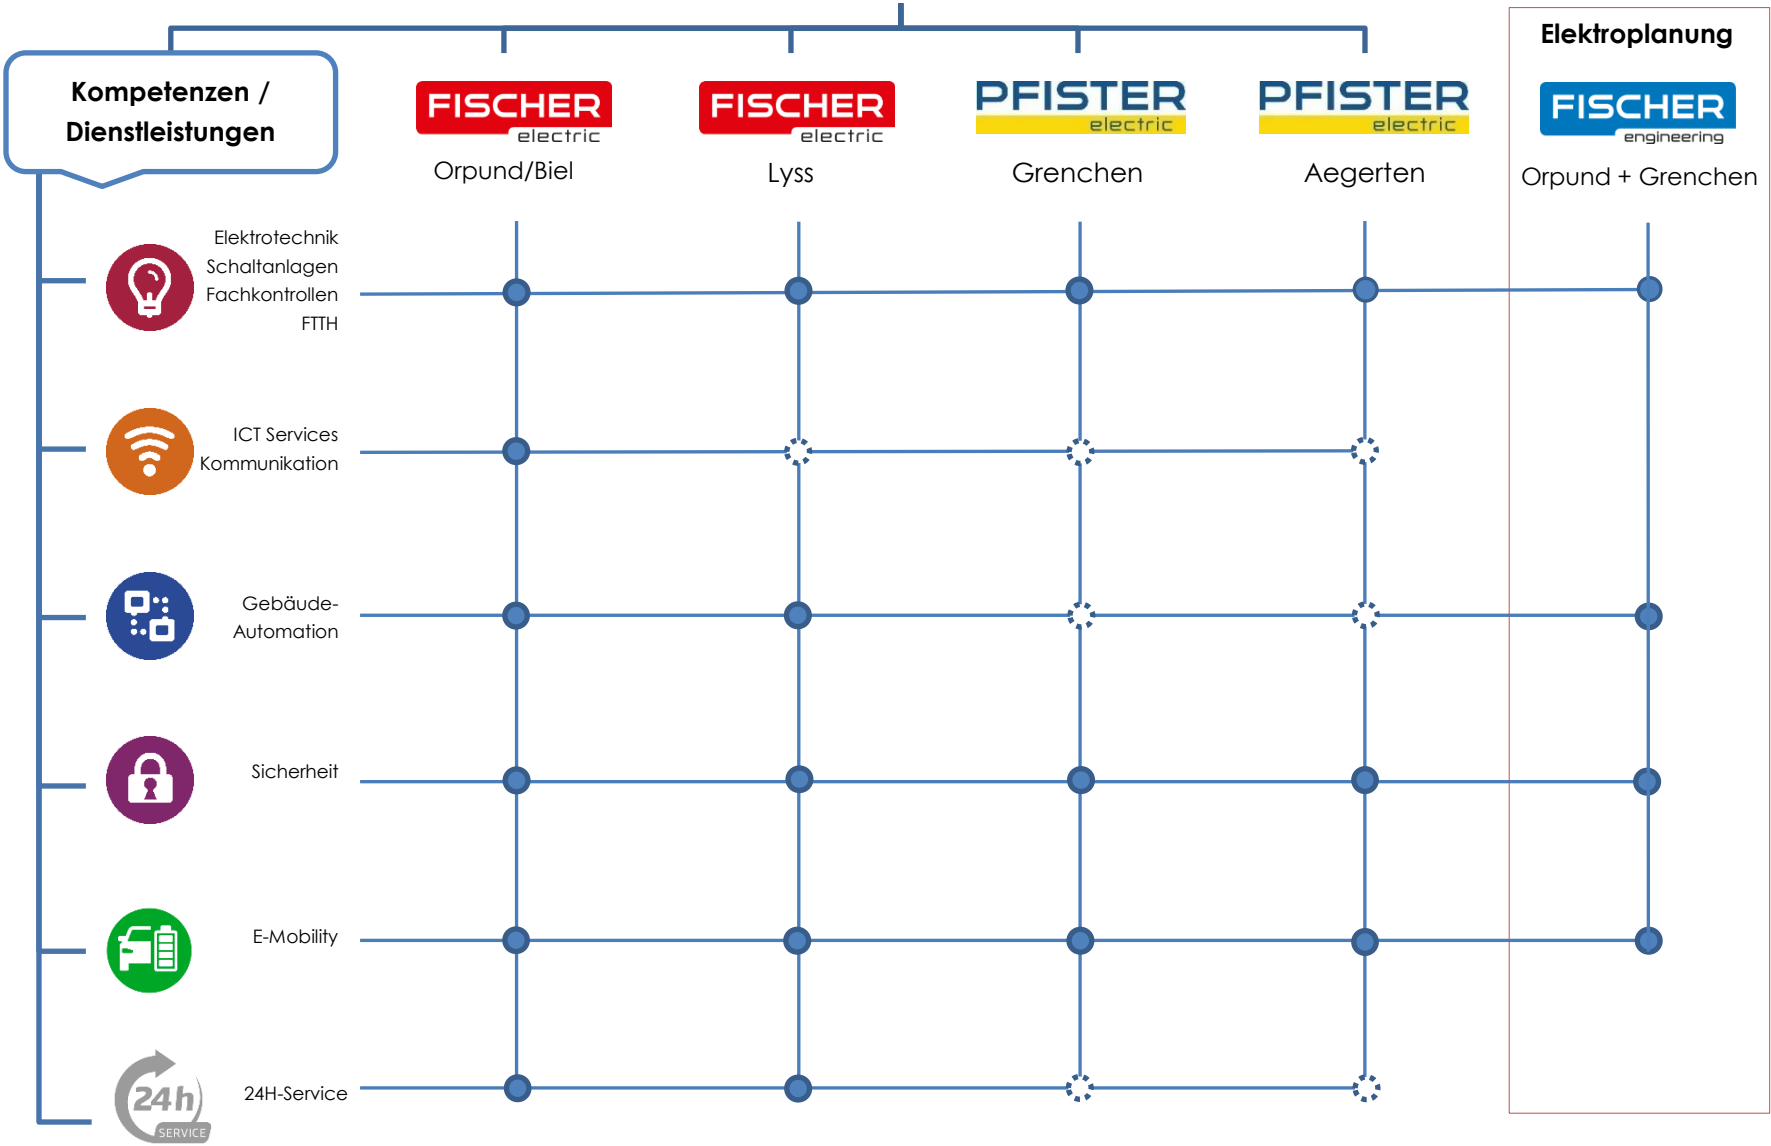 Kompetenzen /
Dienstleistungen
FISCHER
electric
Orpund/Biel
FISCHER
electric
Lyss
PFISTER
electric
Grenchen
PFISTER
electric
Aegerten
Elektroplanung
FISCHER
engineering
Orpund + Grenchen
Elektrotechnik
Schaltanlagen
Fachkontrollen
FTTH
ICT Services
Kommunikation
Gebäude-
Automation
Sicherheit
E-Mobility
24h
SERVICE
24H-Service